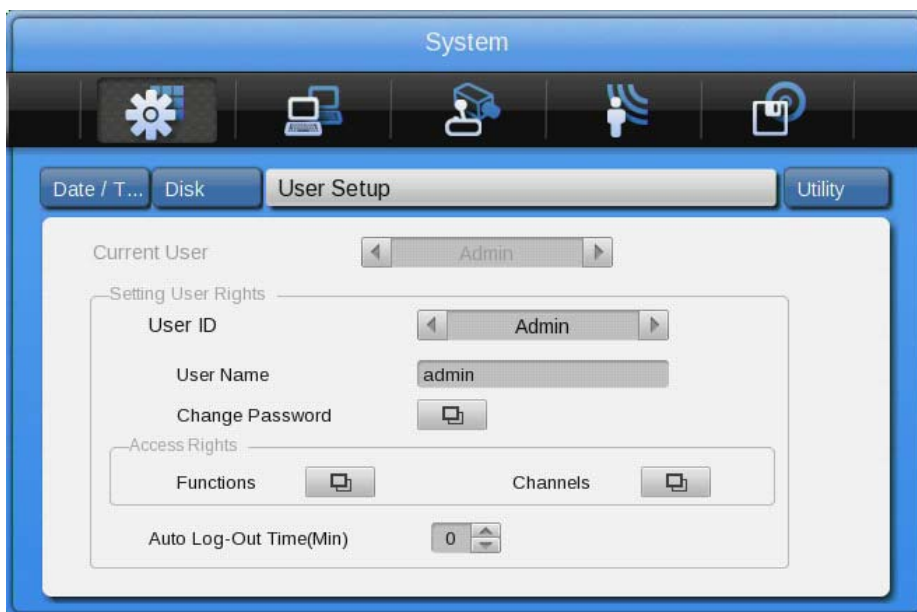 System
Date / T... Disk User Setup Utility
Current User Admin
Setting User Rights
User ID Admin
User Name admin
Change Password
Access Rights
Functions Channels
Auto Log-Out Time(Min) 0